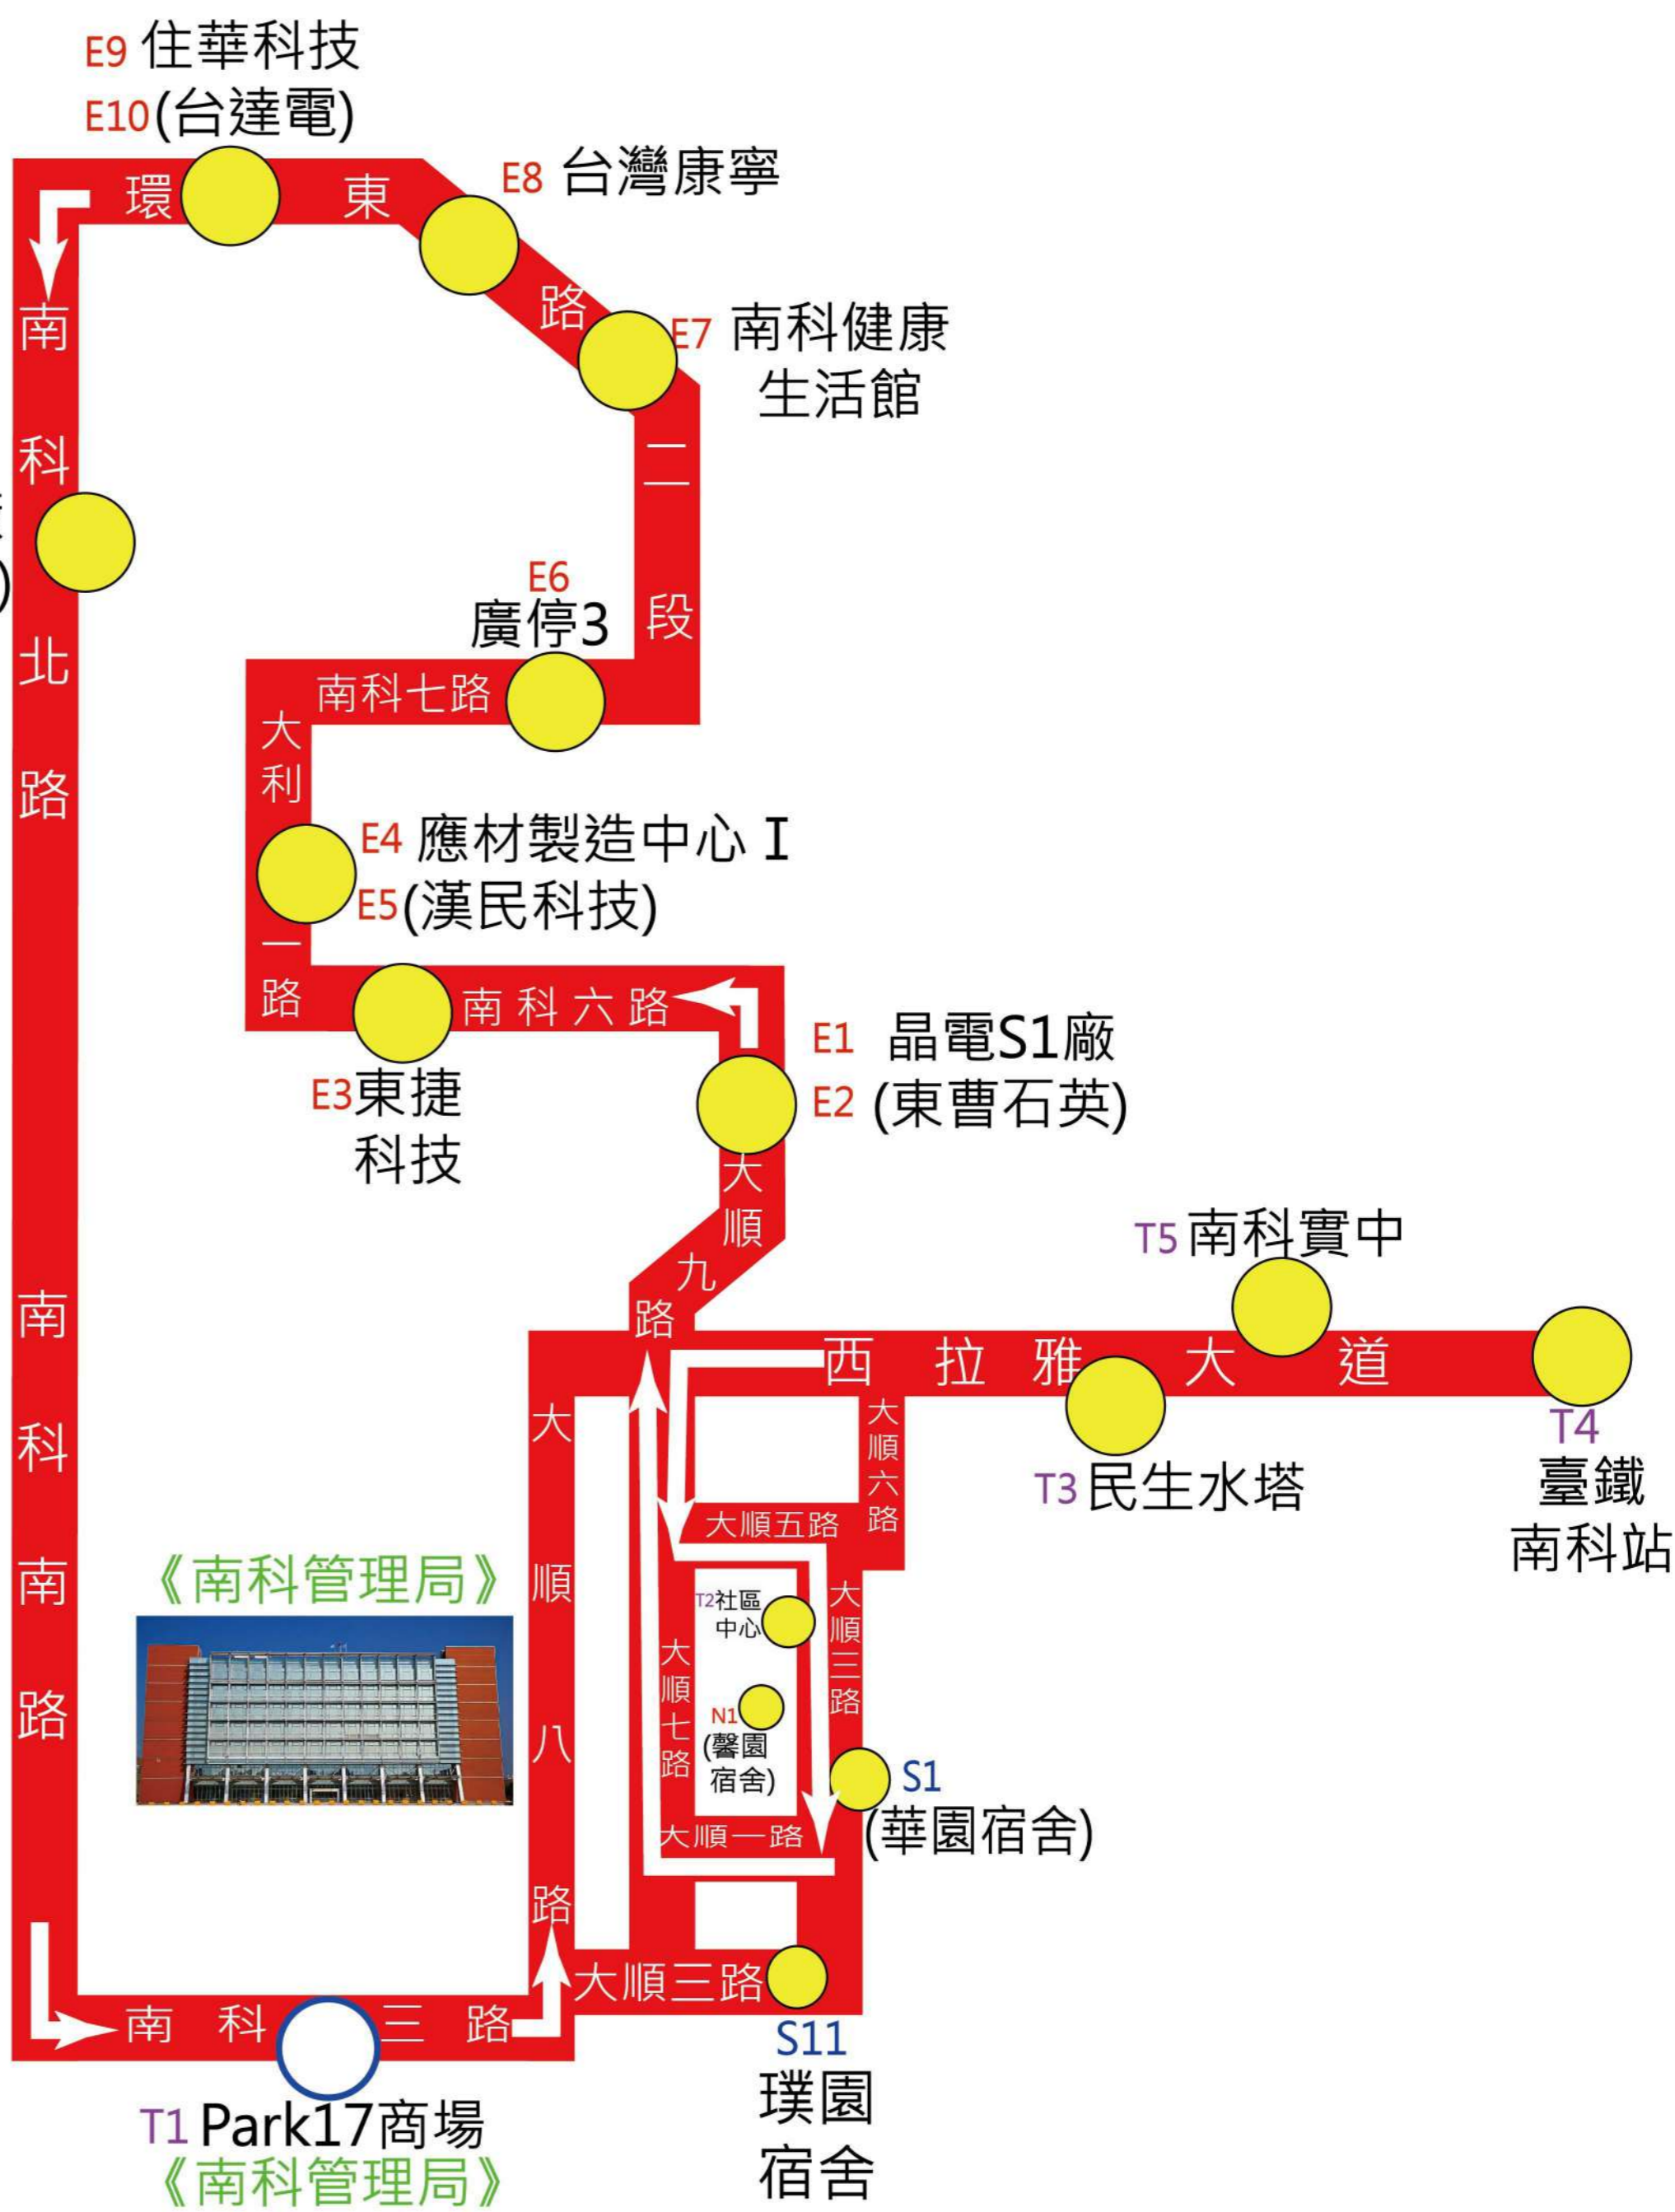 E9 住華科技
E10(台達電)
E8 台灣康寧
環東路二段
E7 南科健康
生活館
南科北路
)
E6
廣停3
南科七路
大利一路
E4 應材製造中心 I
E5(漢民科技)
南科六路
E3東捷
科技
E1 晶電S1廠
E2 (東曹石英)
大順九路
T5 南科實中
西拉雅大道
T4
臺鐵
南科站
T3 民生水塔
大順六路
大順五路
南科南路
《南科管理局》
大順八路
T2社區
中心
大順三路
大順七路
N1
(馨園
宿舍)
S1
(華園宿舍)
大順一路
大順三路
S11
璞園
宿舍
南科三路
T1 Park17商場
《南科管理局》